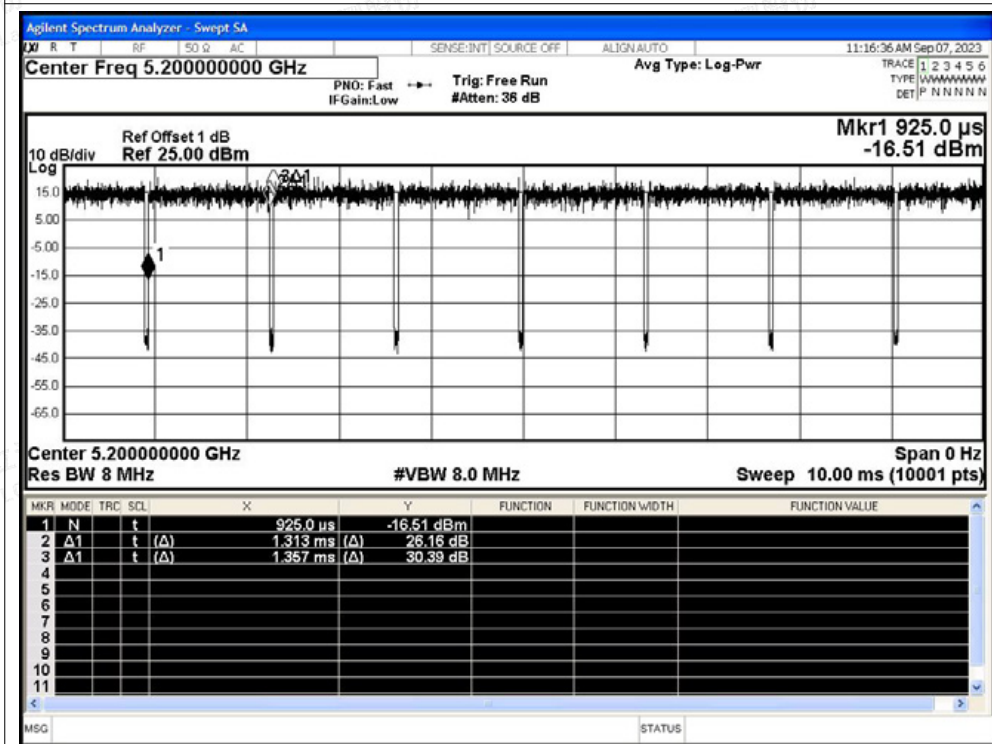 Agilent Spectrum Analyzer - Swept SA
R T RF 50 Ω AC SENSE:INT SOURCE OFF ALIGN AUTO 11:16:36 AM Sep 07, 2023
Center Freq 5.200000000 GHz Avg Type: Log-Pwr TRACE 1 2 3 4 5 6
PNO: Fast Trig: Free Run TYPE WWWWWW
IFGain:Low #Atten: 36 dB DET P N N N N N
Mkr1 925.0 µs
-16.51 dBm
Ref Offset 1 dB
10 dB/div Ref 25.00 dBm
Log
3Δ1
15.0
5.00
-5.00
1
-15.0
-25.0
-35.0
-45.0
-55.0
-65.0
Center 5.200000000 GHz Span 0 Hz
Res BW 8 MHz #VBW 8.0 MHz Sweep 10.00 ms (10001 pts)
MKR MODE TRC SCL X Y FUNCTION FUNCTION WIDTH FUNCTION VALUE
1 N t 925.0 µs -16.51 dBm
2 Δ1 t (Δ) 1.313 ms (Δ) 26.16 dB
3 Δ1 t (Δ) 1.357 ms (Δ) 30.39 dB
4
5
6
7
8
9
10
11
MSG STATUS